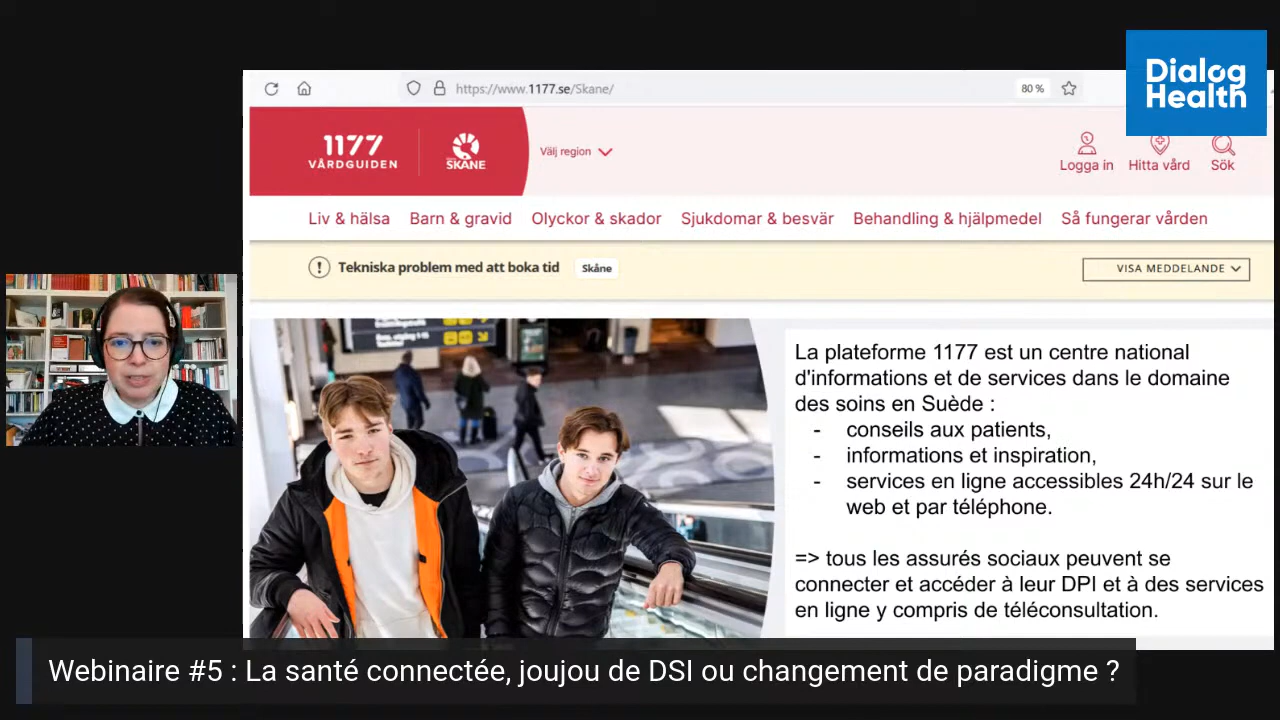 Dialog
Health
https://www.1177.se/Skane/
80 %
1177
VÅRDGUIDEN
SKÅNE
Välj region
Logga in
Hitta vård
Sök
Liv & hälsa
Barn & gravid
Olyckor & skador
Sjukdomar & besvär
Behandling & hjälpmedel
Så fungerar vården
Tekniska problem med att boka tid
Skåne
VISA MEDDELANDE
La plateforme 1177 est un centre national
d'informations et de services dans le domaine
des soins en Suède :
- conseils aux patients,
- informations et inspiration,
- services en ligne accessibles 24h/24 sur le
web et par téléphone.
=> tous les assurés sociaux peuvent se
connecter et accéder à leur DPI et à des services
en ligne y compris de téléconsultation.
Webinaire #5 : La santé connectée, joujou de DSI ou changement de paradigme ?